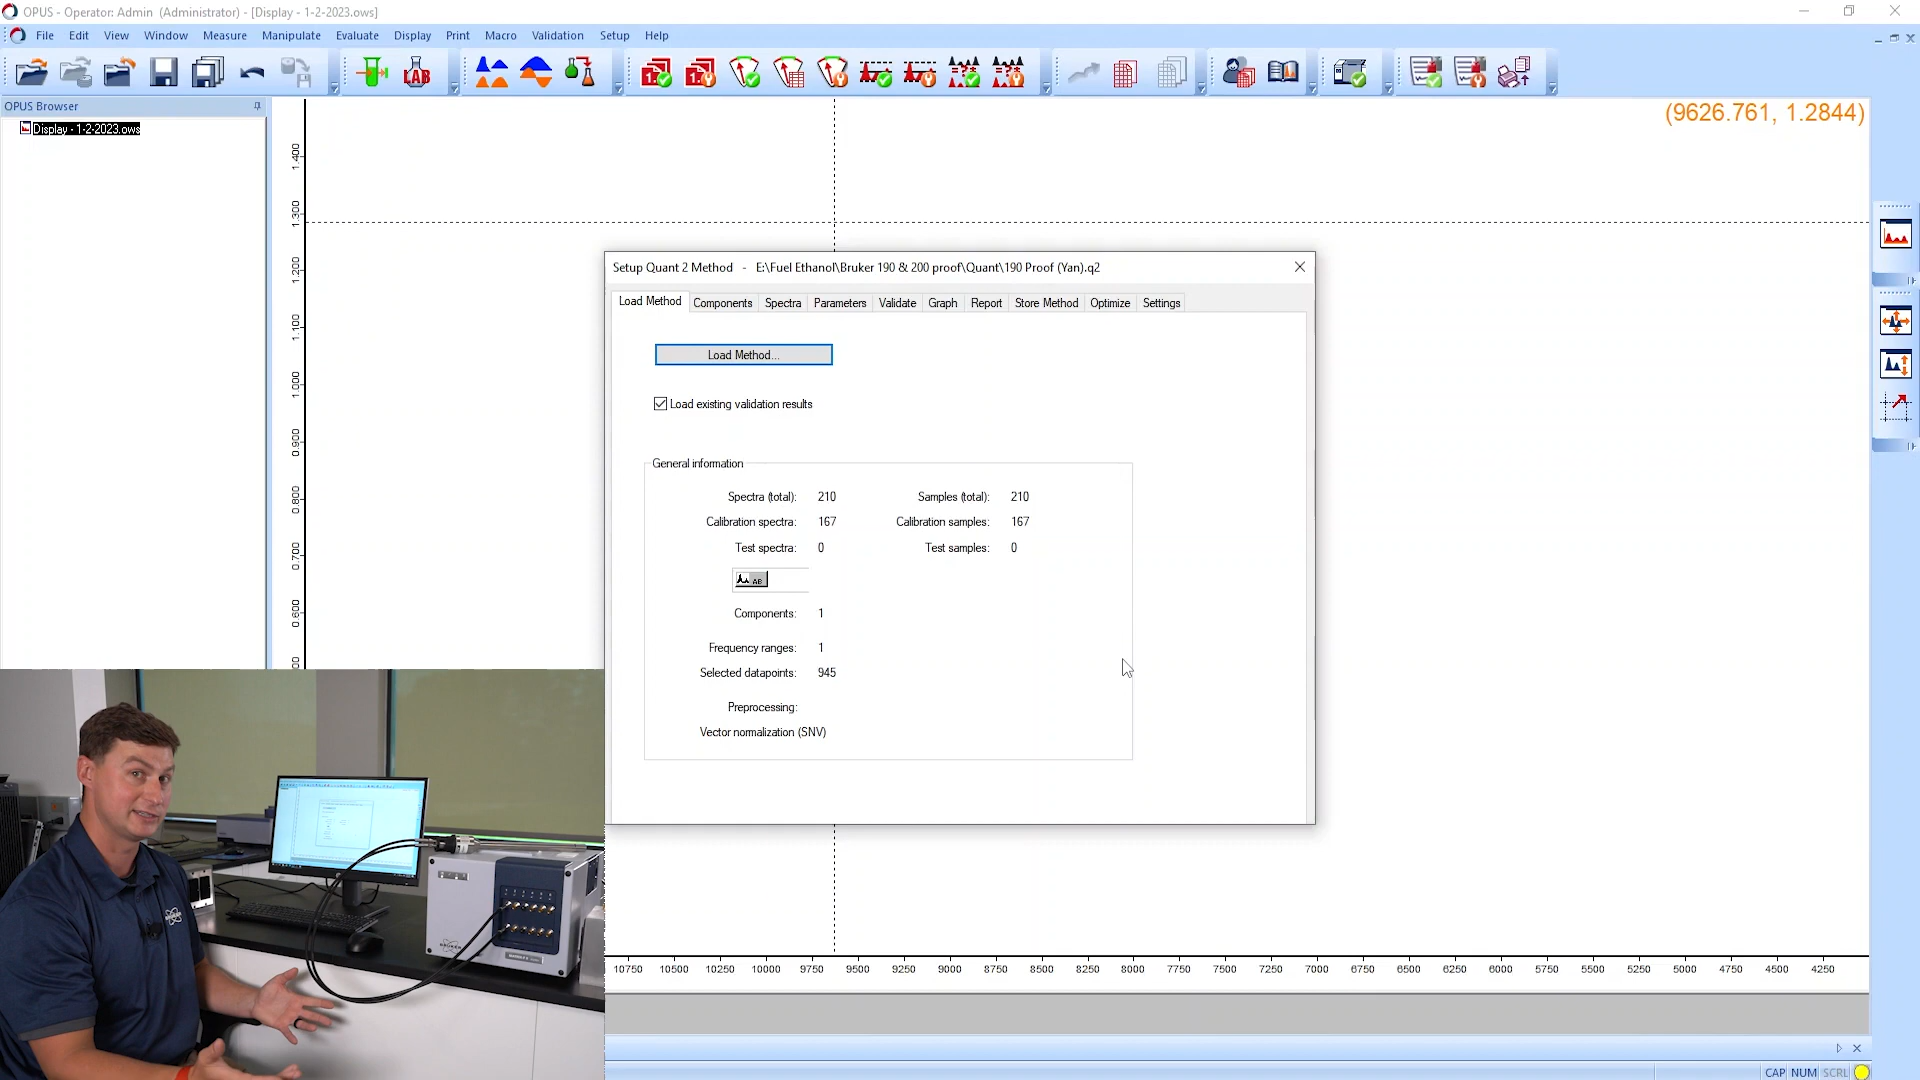 OPUS - Operator: Admin  (Administrator) - [Display - 1-2-2023.ows]
File Edit View Window Measure Manipulate Evaluate Display Print Macro Validation Setup Help
LAB
OPUS Browser
Display - 1-2-2023.ows
(9626.761, 1.2844)
1.400
1.300
1.200
1.100
1.000
0.900
0.800
0.700
0.600
Setup Quant 2 Method - E:\Fuel Ethanol\Bruker 190 & 200 proof\Quant\190 Proof (Yan).q2
Load Method Components Spectra Parameters Validate Graph Report Store Method Optimize Settings
Load Method...
Load existing validation results
General information
Spectra (total): 210 Samples (total): 210
Calibration spectra: 167 Calibration samples: 167
Test spectra: 0 Test samples: 0
AB
Components: 1
Frequency ranges: 1
Selected datapoints: 945
Preprocessing:
Vector normalization (SNV)
10750 10500 10250 10000 9750 9500 9250 9000 8750 8500 8250 8000 7750 7500 7250 7000 6750 6500 6250 6000 5750 5500 5250 5000 4750 4500 4250
BRUKER
BRUKER
CAP NUM SCRL